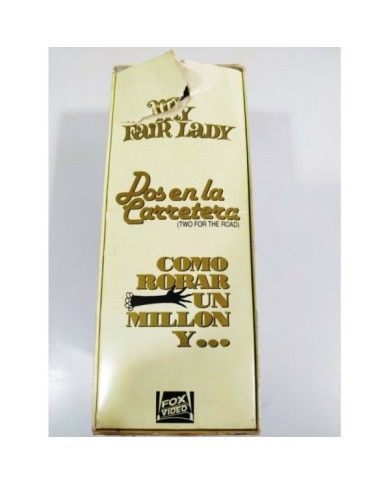 My
Fair Lady
Dos en la
Carretera
(TWO FOR THE ROAD)
COMO
ROBAR
UN
MILLON
Y...
FOX
VIDEO